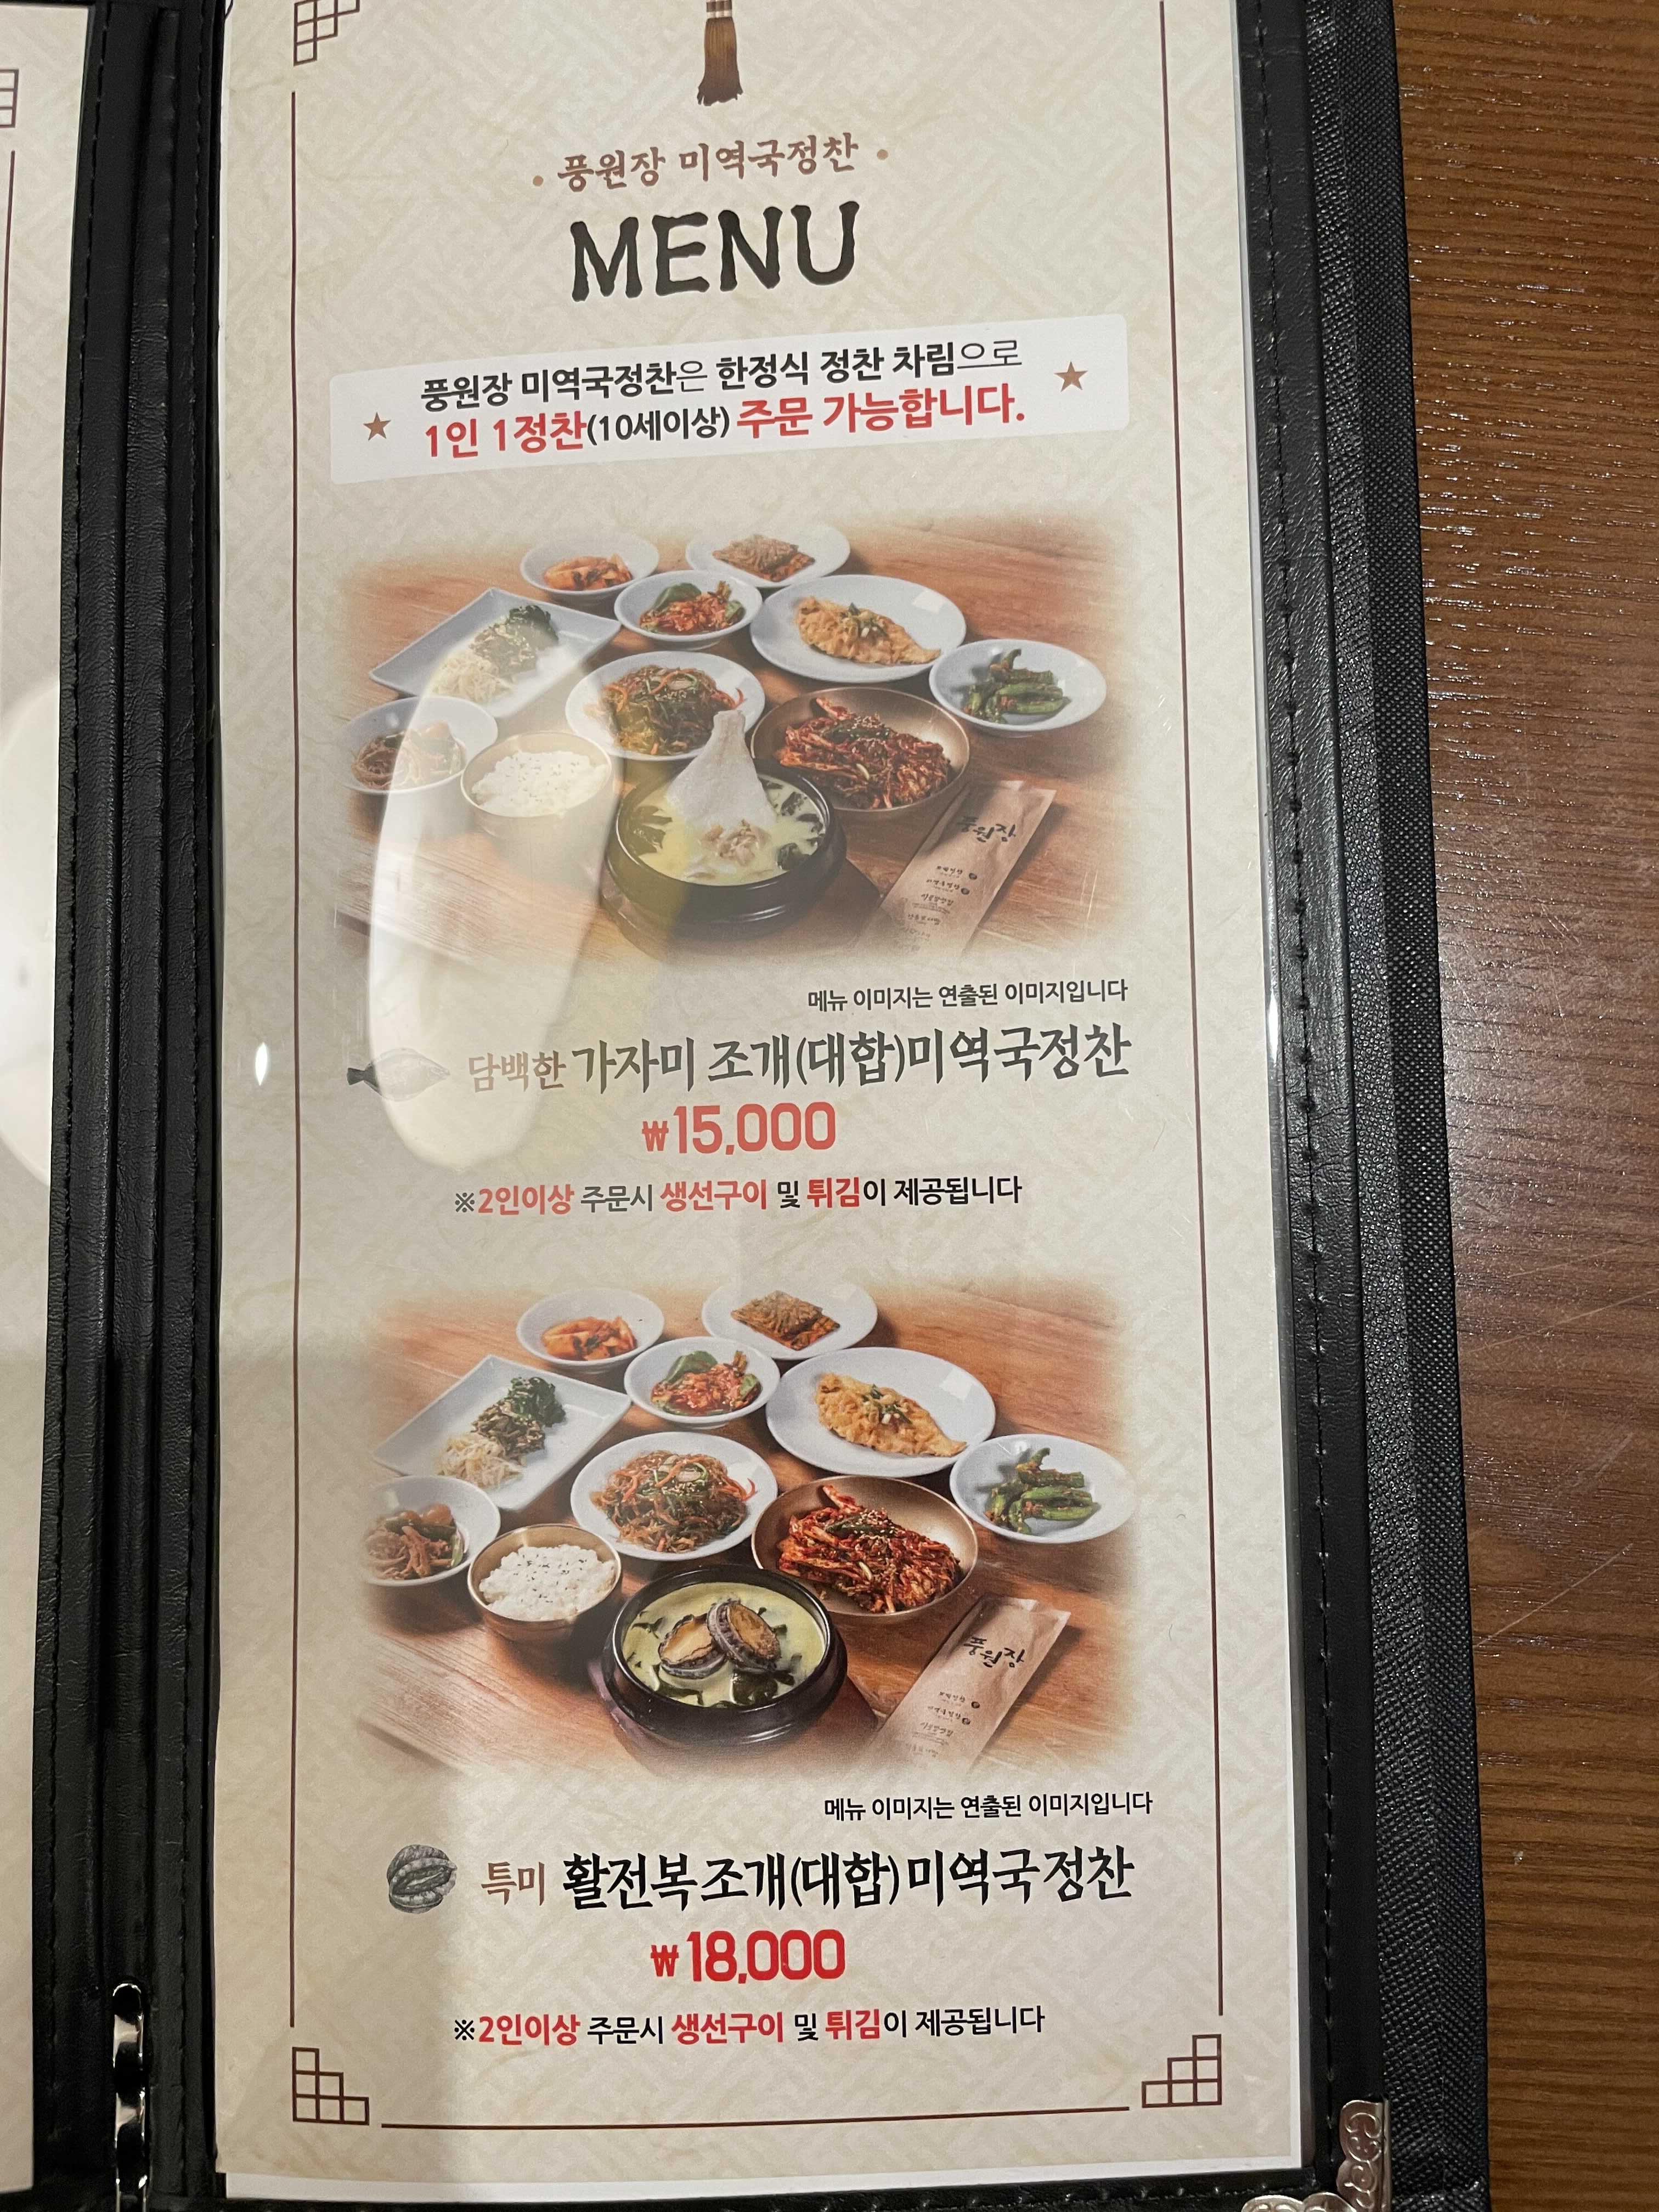 풍원장 미역국정찬
MENU
풍원장 미역국정찬은 한정식 정찬 차림으로
1인 1정찬(10세이상) 주문 가능합니다.
풍원장
메뉴 이미지는 연출된 이미지입니다
담백한 가자미 조개(대합)미역국정찬
₩15,000
※2인이상 주문시 생선구이 및 튀김이 제공됩니다
풍원장
메뉴 이미지는 연출된 이미지입니다
특미 활전복조개(대합)미역국정찬
₩18,000
※2인이상 주문시 생선구이 및 튀김이 제공됩니다